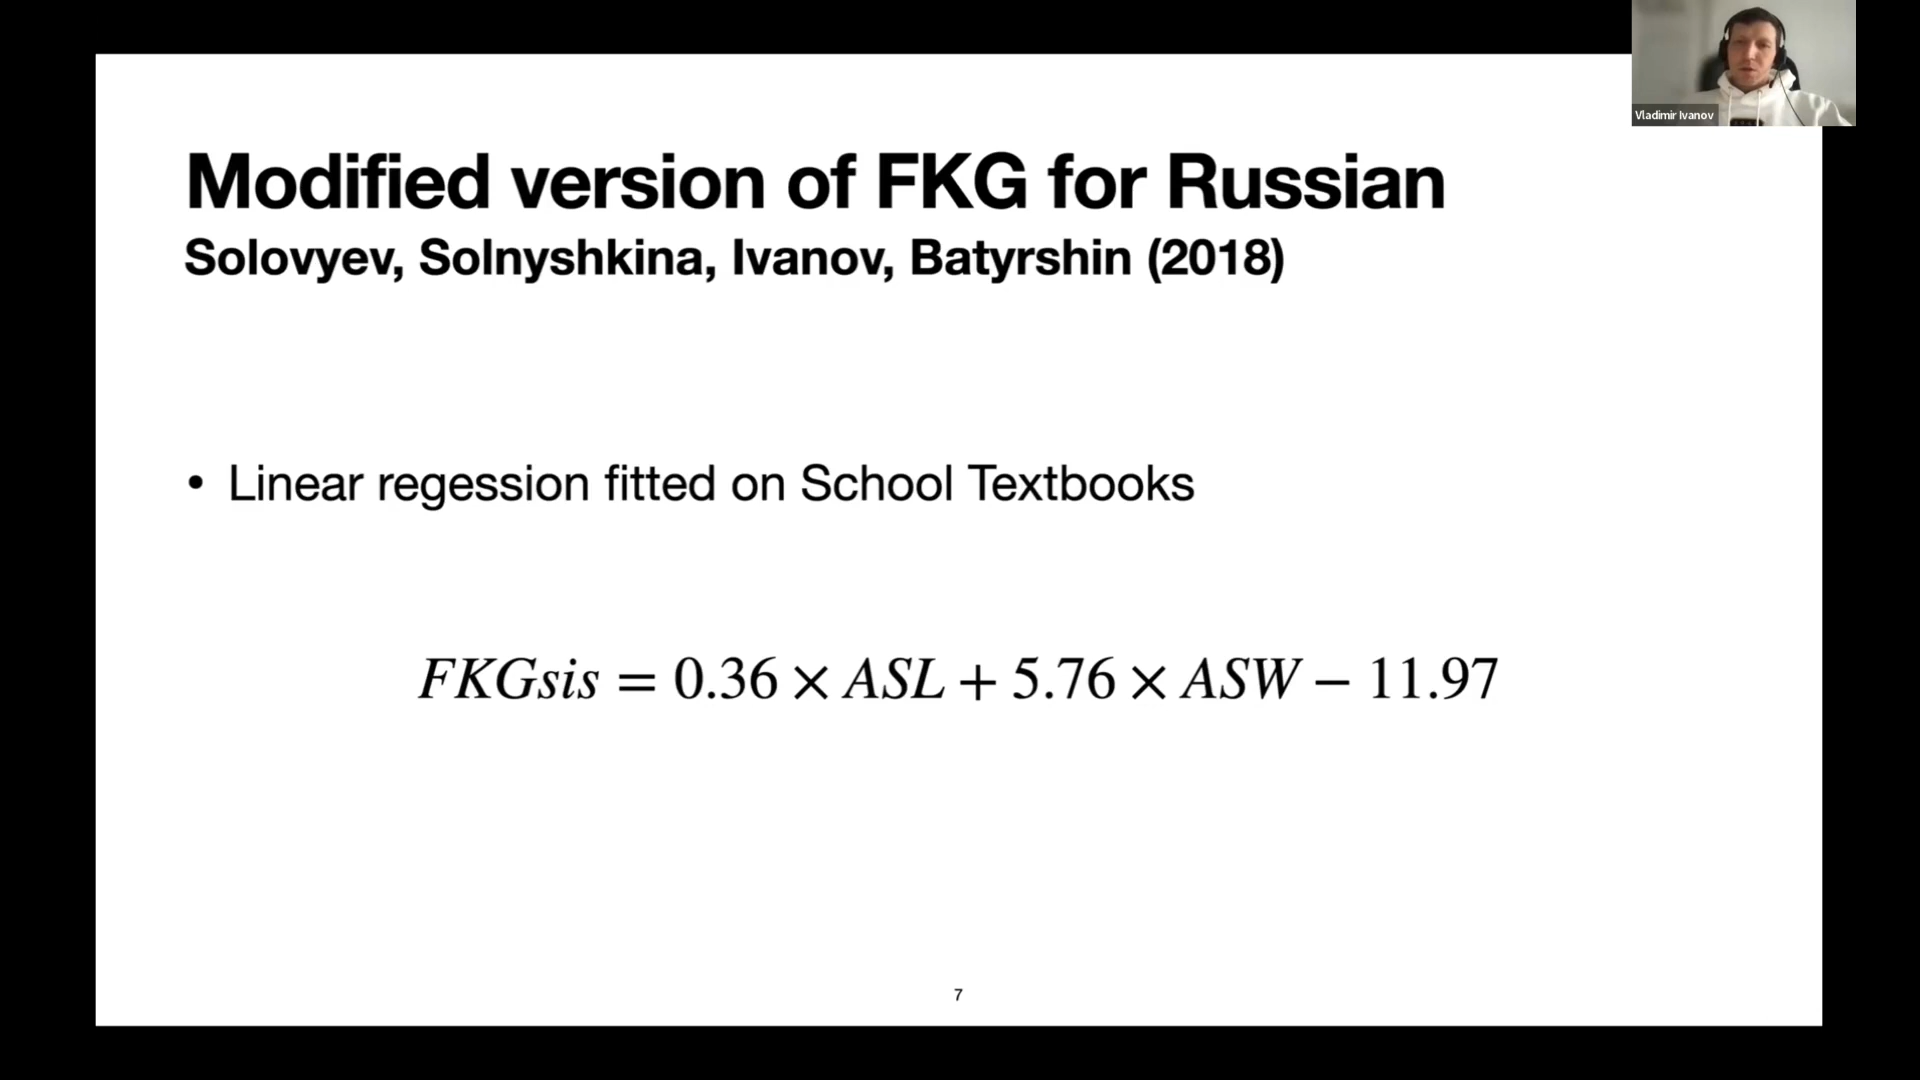 Vladimir Ivanov
Modified version of FKG for Russian
Solovyev, Solnyshkina, Ivanov, Batyrshin (2018)
• Linear regession fitted on School Textbooks
FKGsis = 0.36 × ASL + 5.76 × ASW − 11.97
7